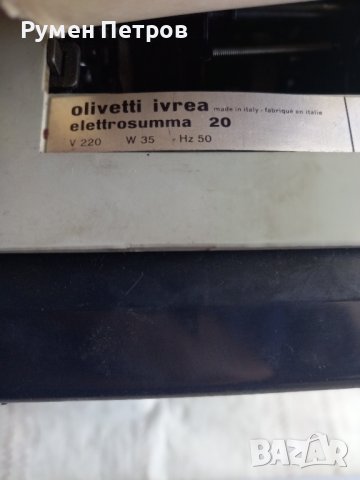 Румен Петров
olivetti ivrea made in italy - fabriqué en italie
elettrosumma 20
V 220 W 35 - Hz 50
BAZAR